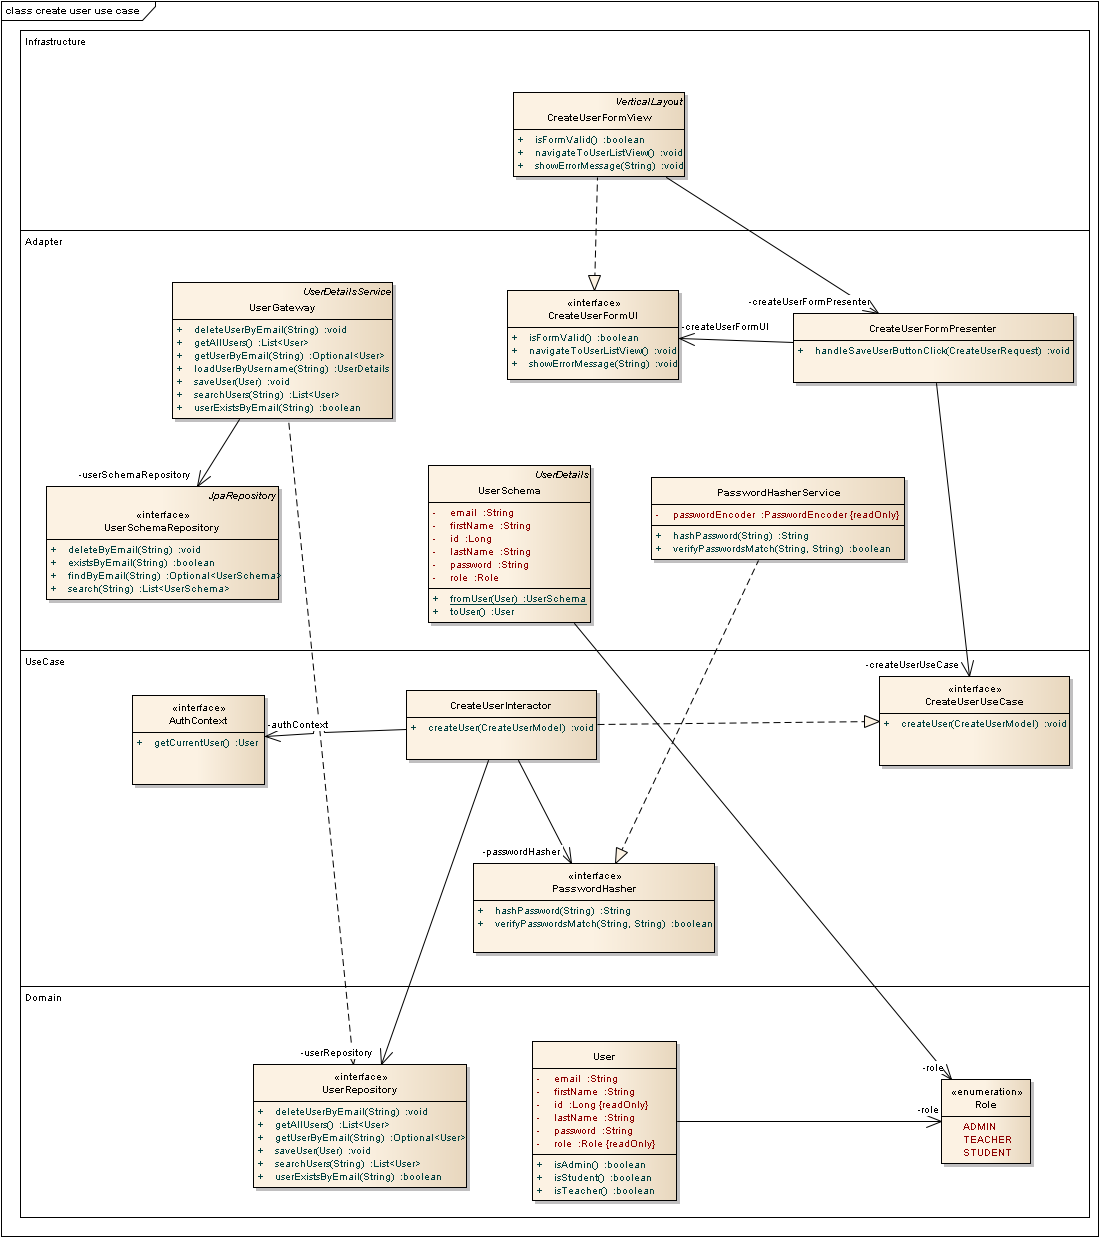 class create user use case
Infrastructure
VerticalLayout
CreateUserFormView
+ isFormValid() :boolean
+ navigateToUserListView() :void
+ showErrorMessage(String) :void
Adapter
UserDetailsService
UserGateway
+ deleteUserByEmail(String) :void
+ getAllUsers() :List<User>
+ getUserByEmail(String) :Optional<User>
+ loadUserByUsername(String) :UserDetails
+ saveUser(User) :void
+ searchUsers(String) :List<User>
+ userExistsByEmail(String) :boolean
«interface»
CreateUserFormUI
+ isFormValid() :boolean
+ navigateToUserListView() :void
+ showErrorMessage(String) :void
-createUserFormUI
-createUserFormPresenter
CreateUserFormPresenter
+ handleSaveUserButtonClick(CreateUserRequest) :void
-userSchemaRepository
JpaRepository
«interface»
UserSchemaRepository
+ deleteByEmail(String) :void
+ existsByEmail(String) :boolean
+ findByEmail(String) :Optional<UserSchema>
+ search(String) :List<UserSchema>
UserDetails
UserSchema
- email :String
- firstName :String
- id :Long
- lastName :String
- password :String
- role :Role
+ fromUser(User) :UserSchema
+ toUser() :User
PasswordHasherService
- passwordEncoder :PasswordEncoder {readOnly}
+ hashPassword(String) :String
+ verifyPasswordsMatch(String, String) :boolean
UseCase
«interface»
AuthContext
+ getCurrentUser() :User
-authContext
CreateUserInteractor
+ createUser(CreateUserModel) :void
-createUserUseCase
«interface»
CreateUserUseCase
+ createUser(CreateUserModel) :void
-passwordHasher
«interface»
PasswordHasher
+ hashPassword(String) :String
+ verifyPasswordsMatch(String, String) :boolean
Domain
-userRepository
«interface»
UserRepository
+ deleteUserByEmail(String) :void
+ getAllUsers() :List<User>
+ getUserByEmail(String) :Optional<User>
+ saveUser(User) :void
+ searchUsers(String) :List<User>
+ userExistsByEmail(String) :boolean
User
- email :String
- firstName :String
- id :Long {readOnly}
- lastName :String
- password :String
- role :Role {readOnly}
+ isAdmin() :boolean
+ isStudent() :boolean
+ isTeacher() :boolean
-role
-role
«enumeration»
Role
ADMIN
TEACHER
STUDENT